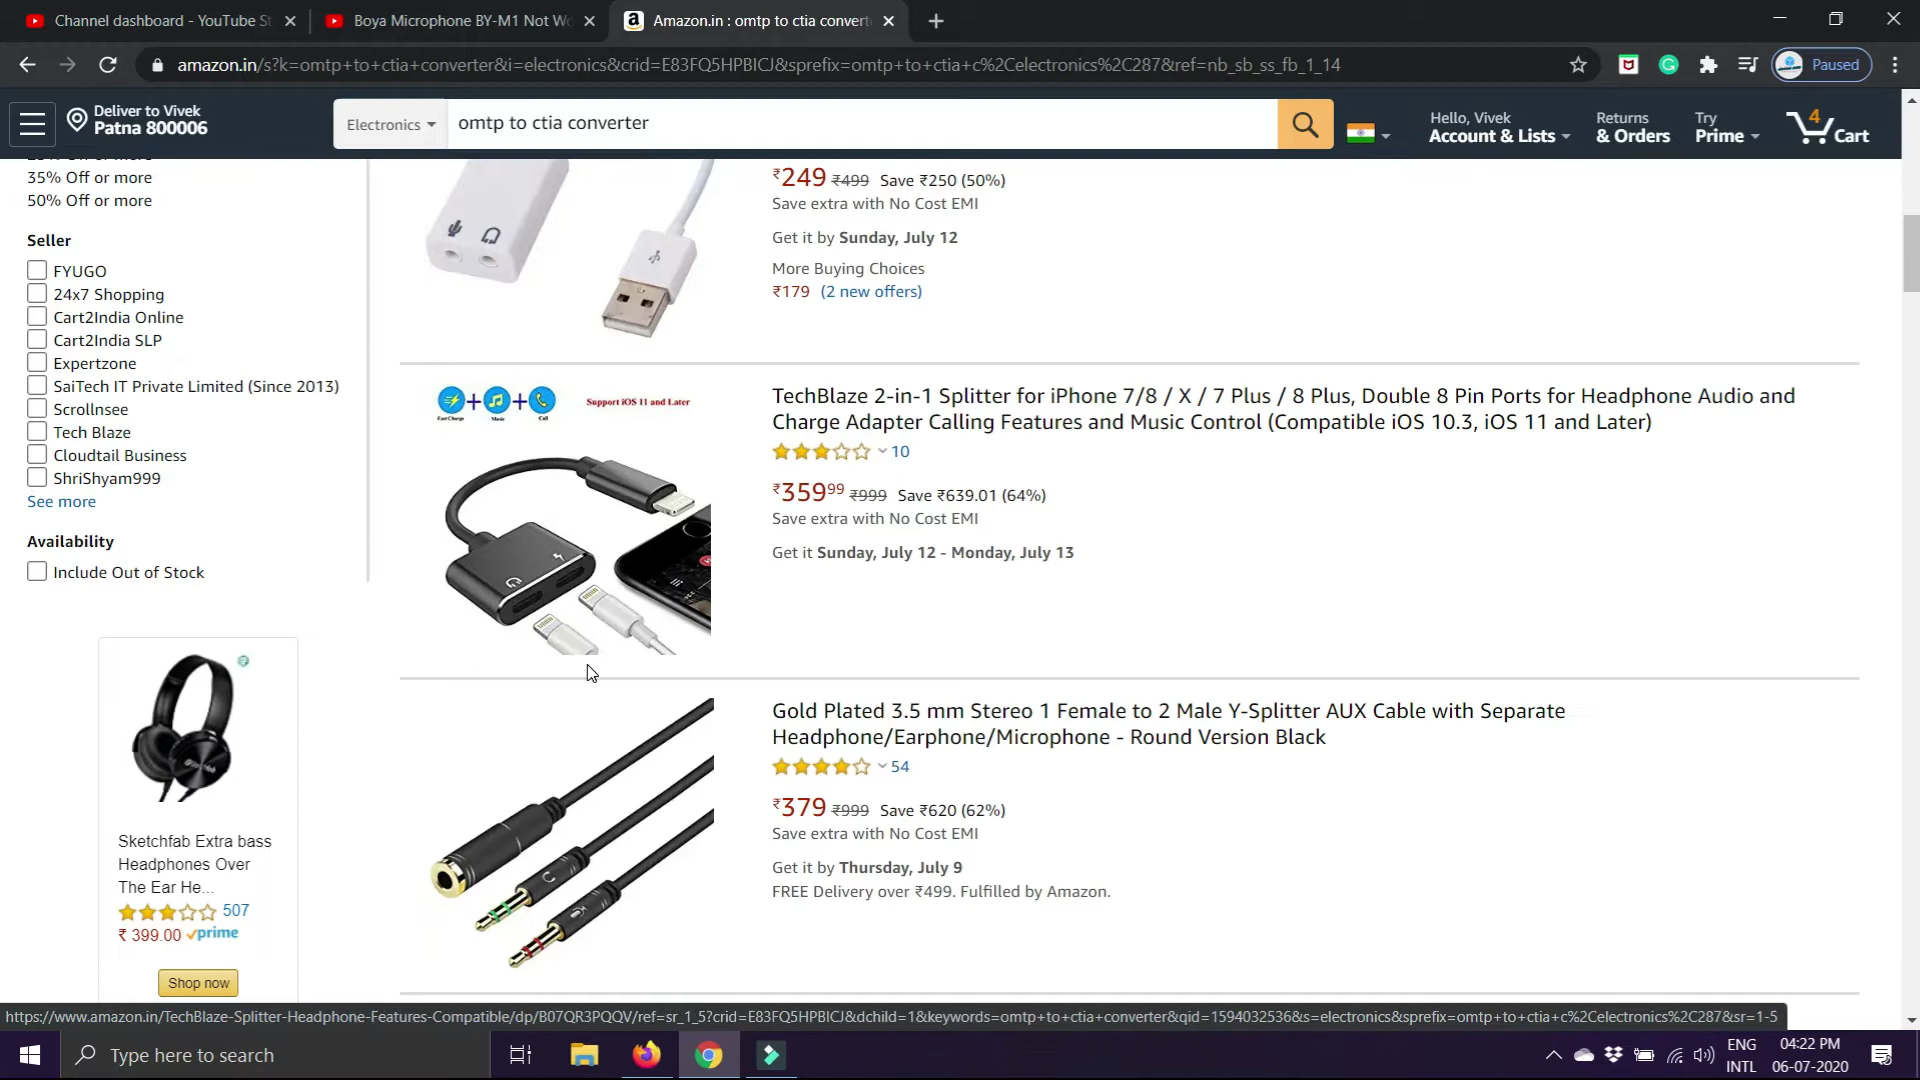 Channel dashboard - YouTube St
Boya Microphone BY-M1 Not Wo
Amazon.in : omtp to ctia convert
amazon.in/s?k=omtp+to+ctia+converter&i=electronics&crid=E83FQ5HPBICJ&sprefix=omtp+to+ctia+c%2Celectronics%2C287&ref=nb_sb_ss_fb_1_14
Paused
Deliver to Vivek
Patna 800006
Electronics
omtp to ctia converter
Hello, Vivek
Account & Lists
Returns
& Orders
Try
Prime
4
Cart
35% Off or more
50% Off or more
Seller
FYUGO
24x7 Shopping
Cart2India Online
Cart2India SLP
Expertzone
SaiTech IT Private Limited (Since 2013)
Scrollnsee
Tech Blaze
Cloudtail Business
ShriShyam999
See more
Availability
Include Out of Stock
Sketchfab Extra bass
Headphones Over
The Ear He...
507
₹ 399.00 prime
Shop now
₹249 ₹499 Save ₹250 (50%)
Save extra with No Cost EMI
Get it by Sunday, July 12
More Buying Choices
₹179 (2 new offers)
Support iOS 11 and Later
Fast Charge Music Call
TechBlaze 2-in-1 Splitter for iPhone 7/8 / X / 7 Plus / 8 Plus, Double 8 Pin Ports for Headphone Audio and
Charge Adapter Calling Features and Music Control (Compatible iOS 10.3, iOS 11 and Later)
10
₹35999 ₹999 Save ₹639.01 (64%)
Save extra with No Cost EMI
Get it Sunday, July 12 - Monday, July 13
Gold Plated 3.5 mm Stereo 1 Female to 2 Male Y-Splitter AUX Cable with Separate
Headphone/Earphone/Microphone - Round Version Black
54
₹379 ₹999 Save ₹620 (62%)
Save extra with No Cost EMI
Get it by Thursday, July 9
FREE Delivery over ₹499. Fulfilled by Amazon.
https://www.amazon.in/TechBlaze-Splitter-Headphone-Features-Compatible/dp/B07QR3PQQV/ref=sr_1_5?crid=E83FQ5HPBICJ&dchild=1&keywords=omtp+to+ctia+converter&qid=1594032536&s=electronics&sprefix=omtp+to+ctia+c%2Celectronics%2C287&sr=1-5
Type here to search
ENG
INTL
04:22 PM
06-07-2020